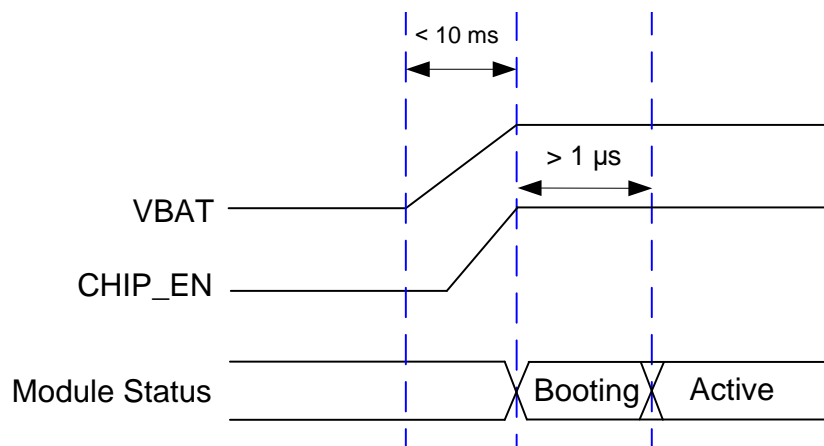 < 10 ms
> 1 µs
VBAT
CHIP_EN
Module Status
Booting
Active